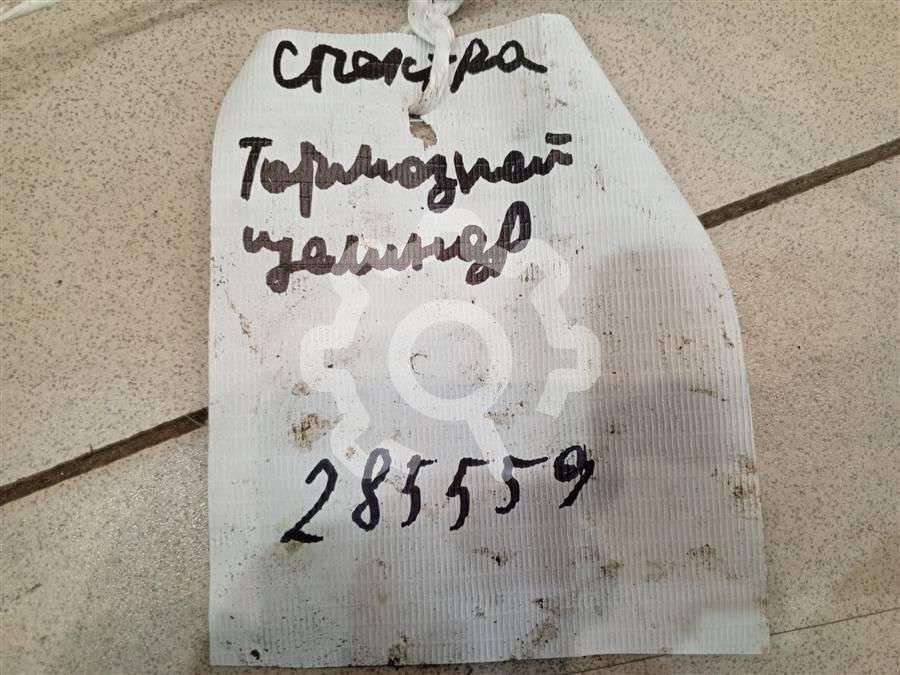 Спектра
Тормозной
цилиндр
285559